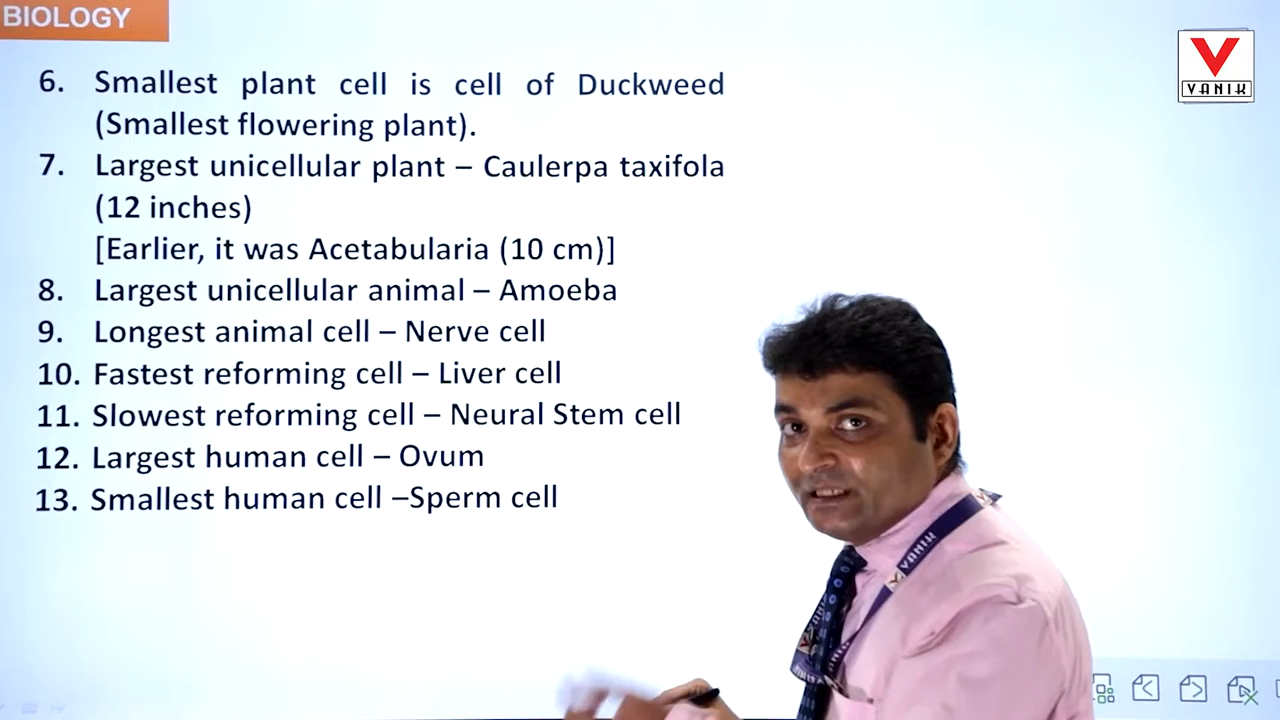 BIOLOGY
VANIK
6. Smallest plant cell is cell of Duckweed
(Smallest flowering plant).
7. Largest unicellular plant – Caulerpa taxifola
(12 inches)
[Earlier, it was Acetabularia (10 cm)]
8. Largest unicellular animal – Amoeba
9. Longest animal cell – Nerve cell
10. Fastest reforming cell – Liver cell
11. Slowest reforming cell – Neural Stem cell
12. Largest human cell – Ovum
13. Smallest human cell –Sperm cell
VANIK